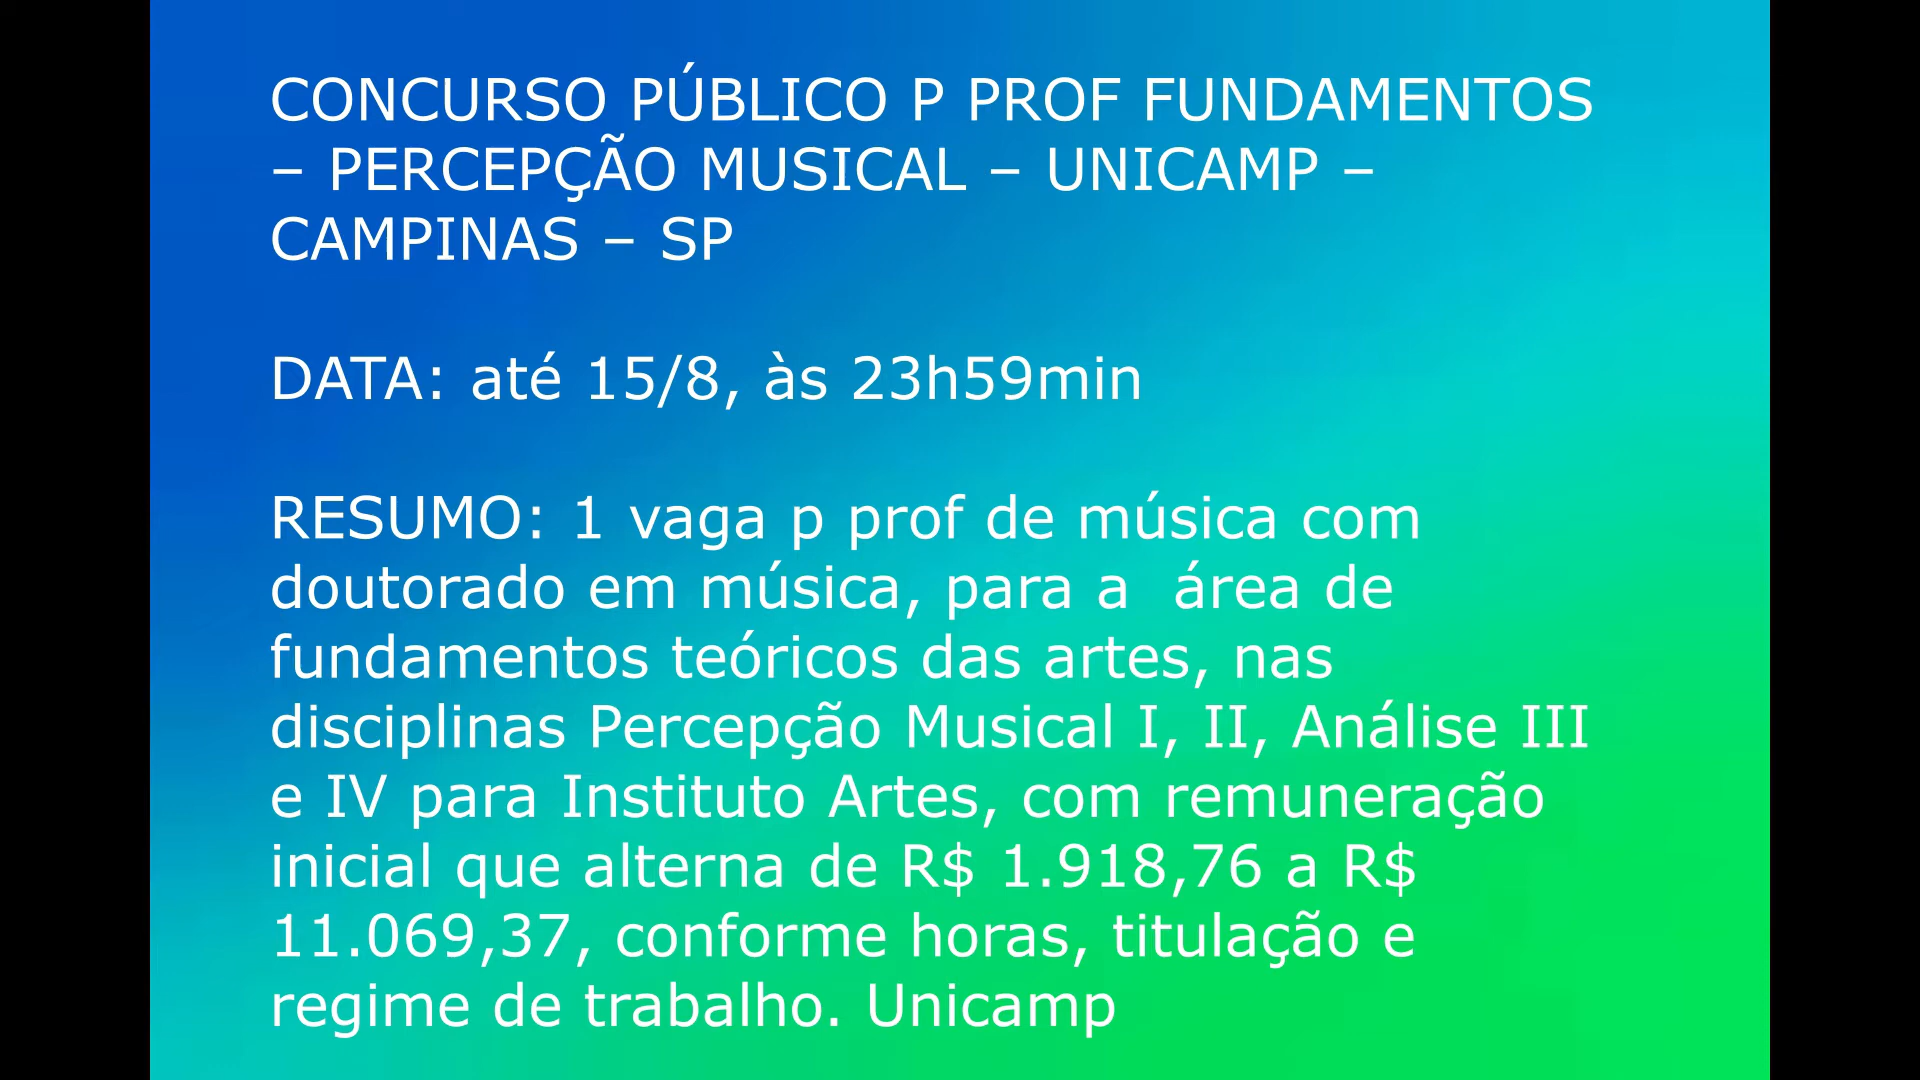 CONCURSO PÚBLICO P PROF FUNDAMENTOS
– PERCEPÇÃO MUSICAL – UNICAMP –
CAMPINAS – SP
DATA: até 15/8, às 23h59min
RESUMO: 1 vaga p prof de música com
doutorado em música, para a  área de
fundamentos teóricos das artes, nas
disciplinas Percepção Musical I, II, Análise III
e IV para Instituto Artes, com remuneração
inicial que alterna de R$ 1.918,76 a R$
11.069,37, conforme horas, titulação e
regime de trabalho. Unicamp